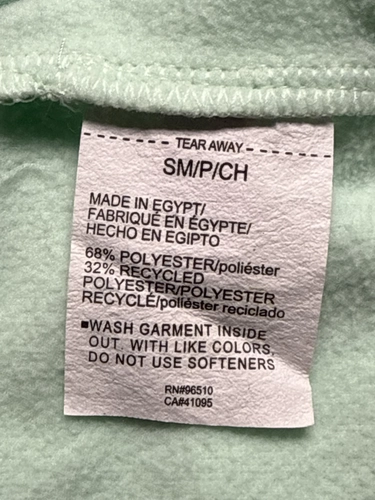 TEAR AWAY
SM/P/CH
MADE IN EGYPT/
FABRIQUÉ EN ÉGYPTE/
HECHO EN EGIPTO
68% POLYESTER/poliéster
32% RECYCLED
POLYESTER/POLYESTER
RECYCLÉ/poliéster reciclado
■WASH GARMENT INSIDE
OUT, WITH LIKE COLORS,
DO NOT USE SOFTENERS
RN#96510
CA#41095